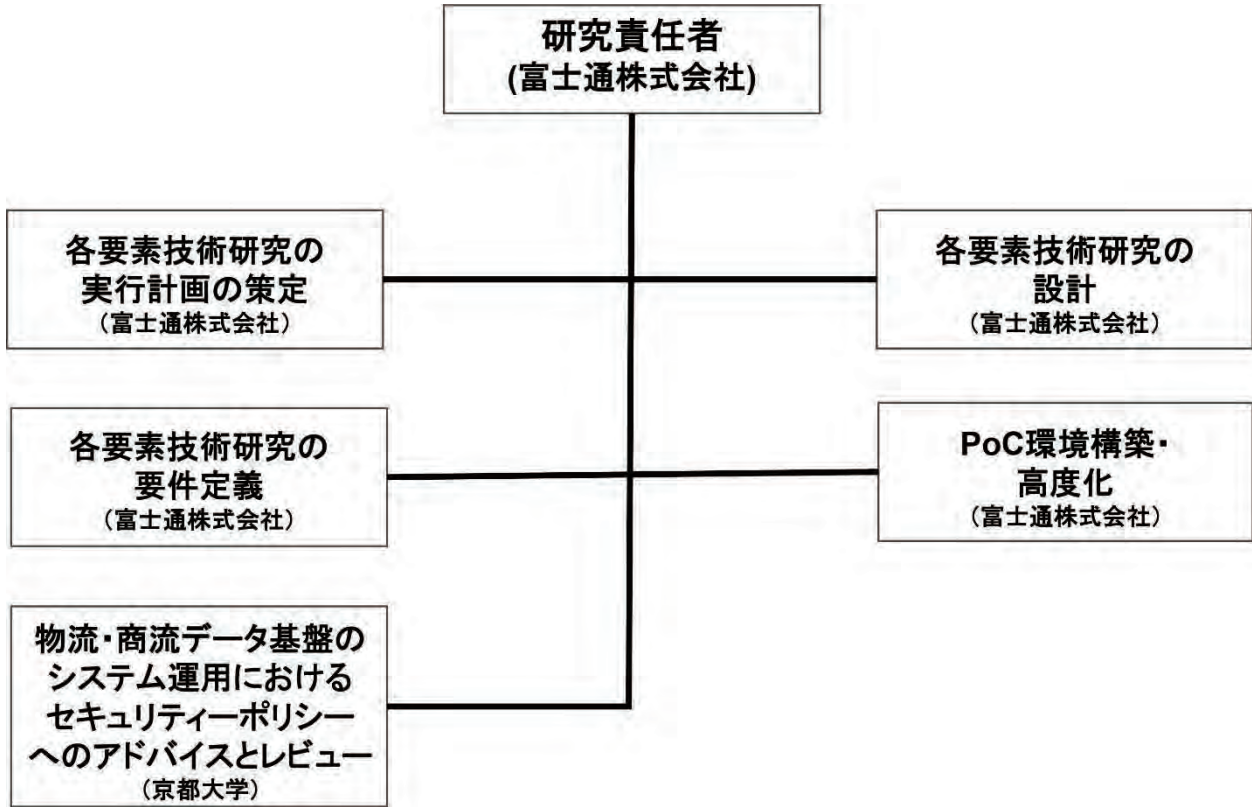 研究責任者
(富士通株式会社)
各要素技術研究の
実行計画の策定
（富士通株式会社）
各要素技術研究の
設計
（富士通株式会社）
各要素技術研究の
要件定義
（富士通株式会社）
PoC環境構築・
高度化
（富士通株式会社）
物流・商流データ基盤の
システム運用における
セキュリティーポリシー
へのアドバイスとレビュー
（京都大学）